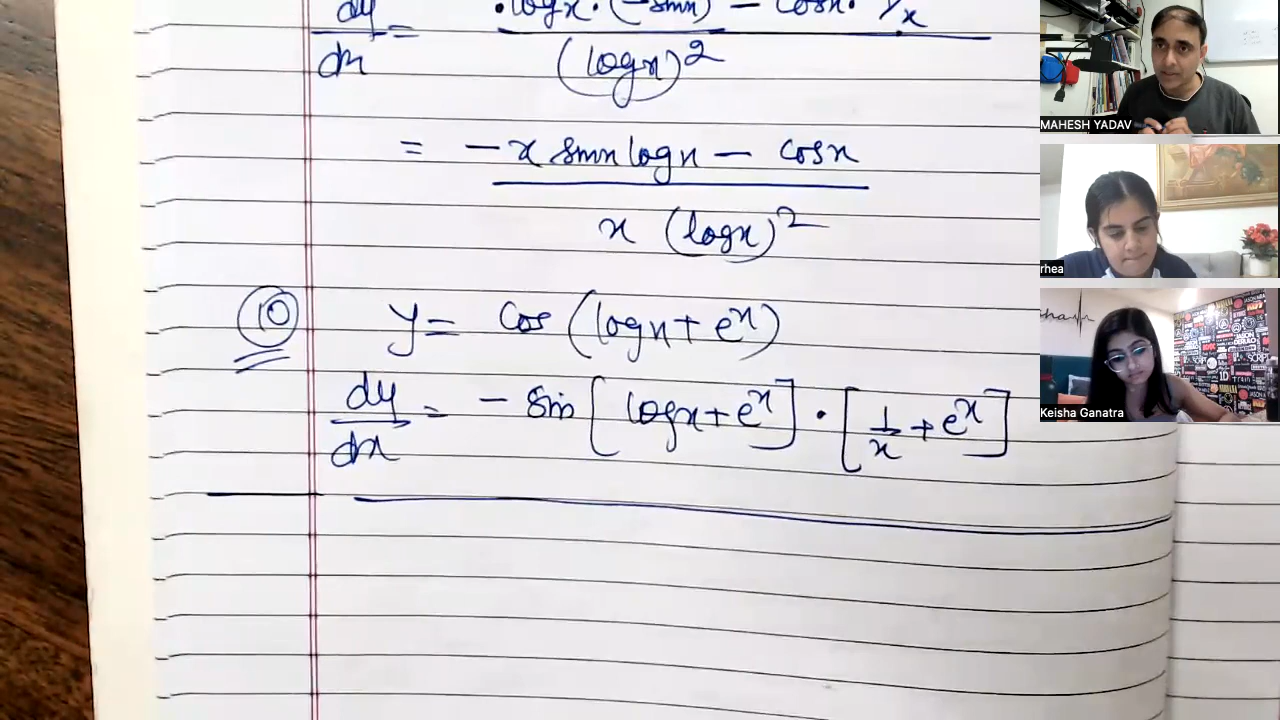 dy/dx = logx·(-sinx) - cosx· 1/x
(logx)²
= -x sinx logx - cosx
x (logx)²
⑩ y = cos (logx + eˣ)
dy/dx = - sin [logx + eˣ] · [1/x + eˣ]
MAHESH YADAV
rhea
Keisha Ganatra